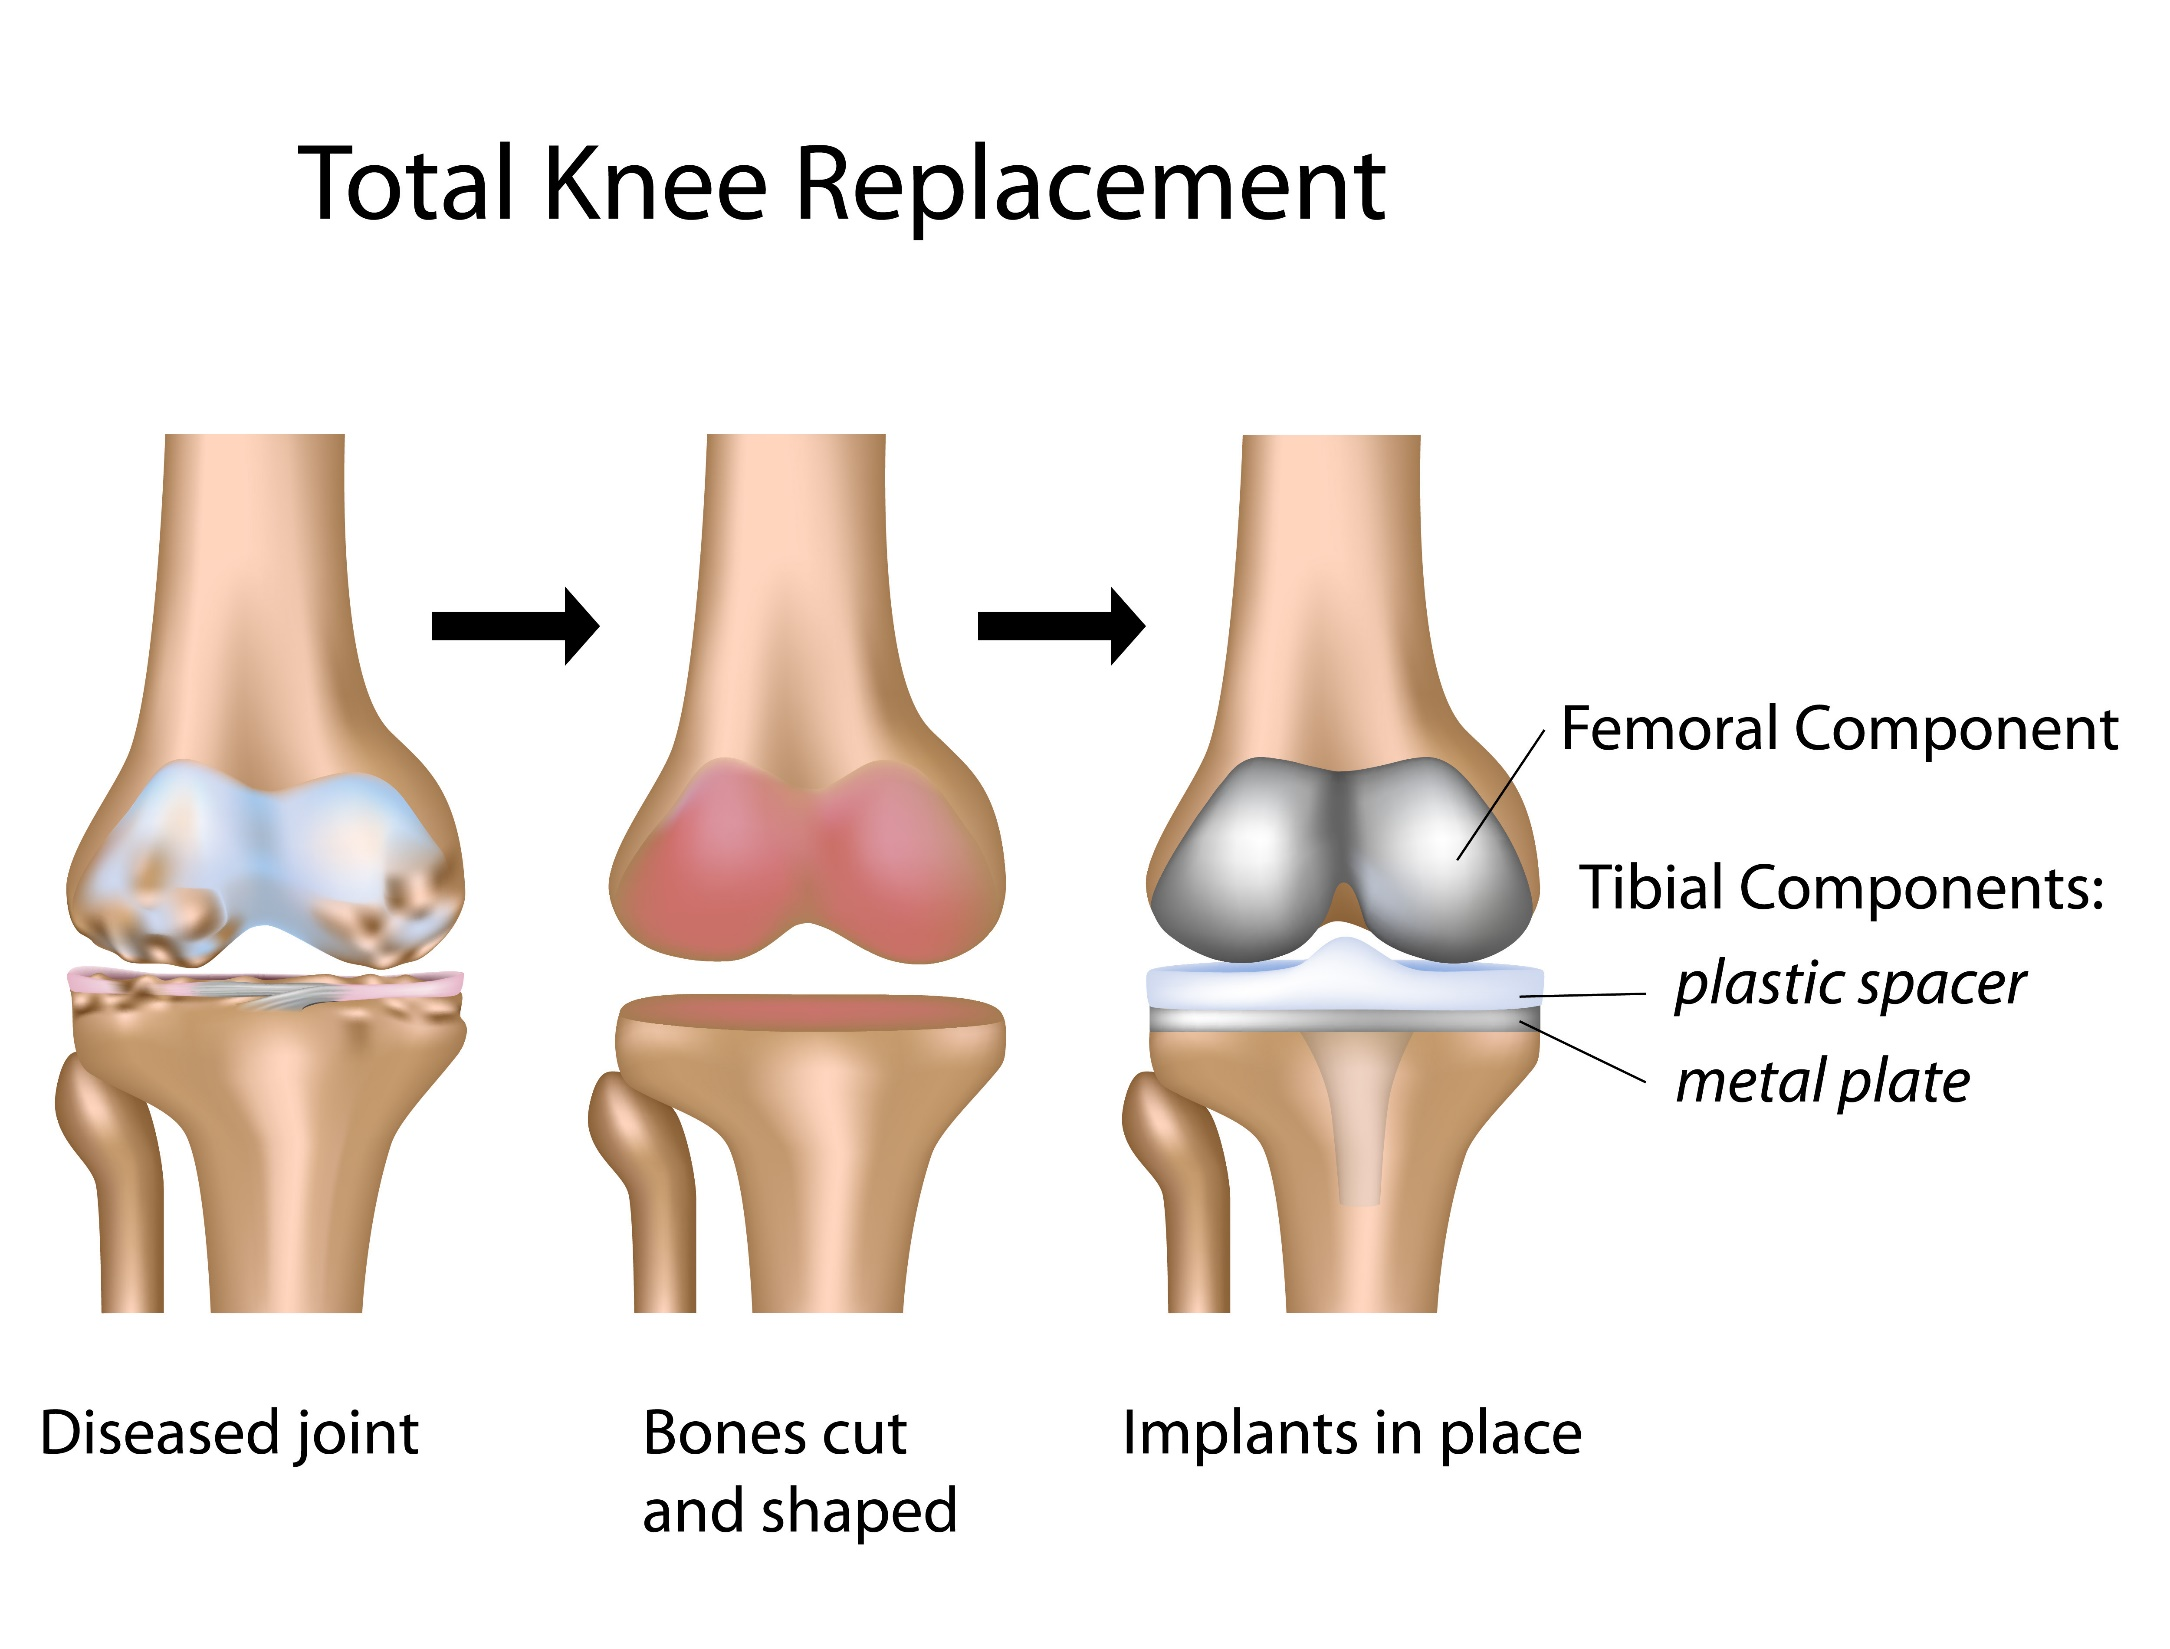 Total Knee Replacement
Femoral Component
Tibial Components:
plastic spacer
metal plate
Diseased joint
Bones cut
and shaped
Implants in place